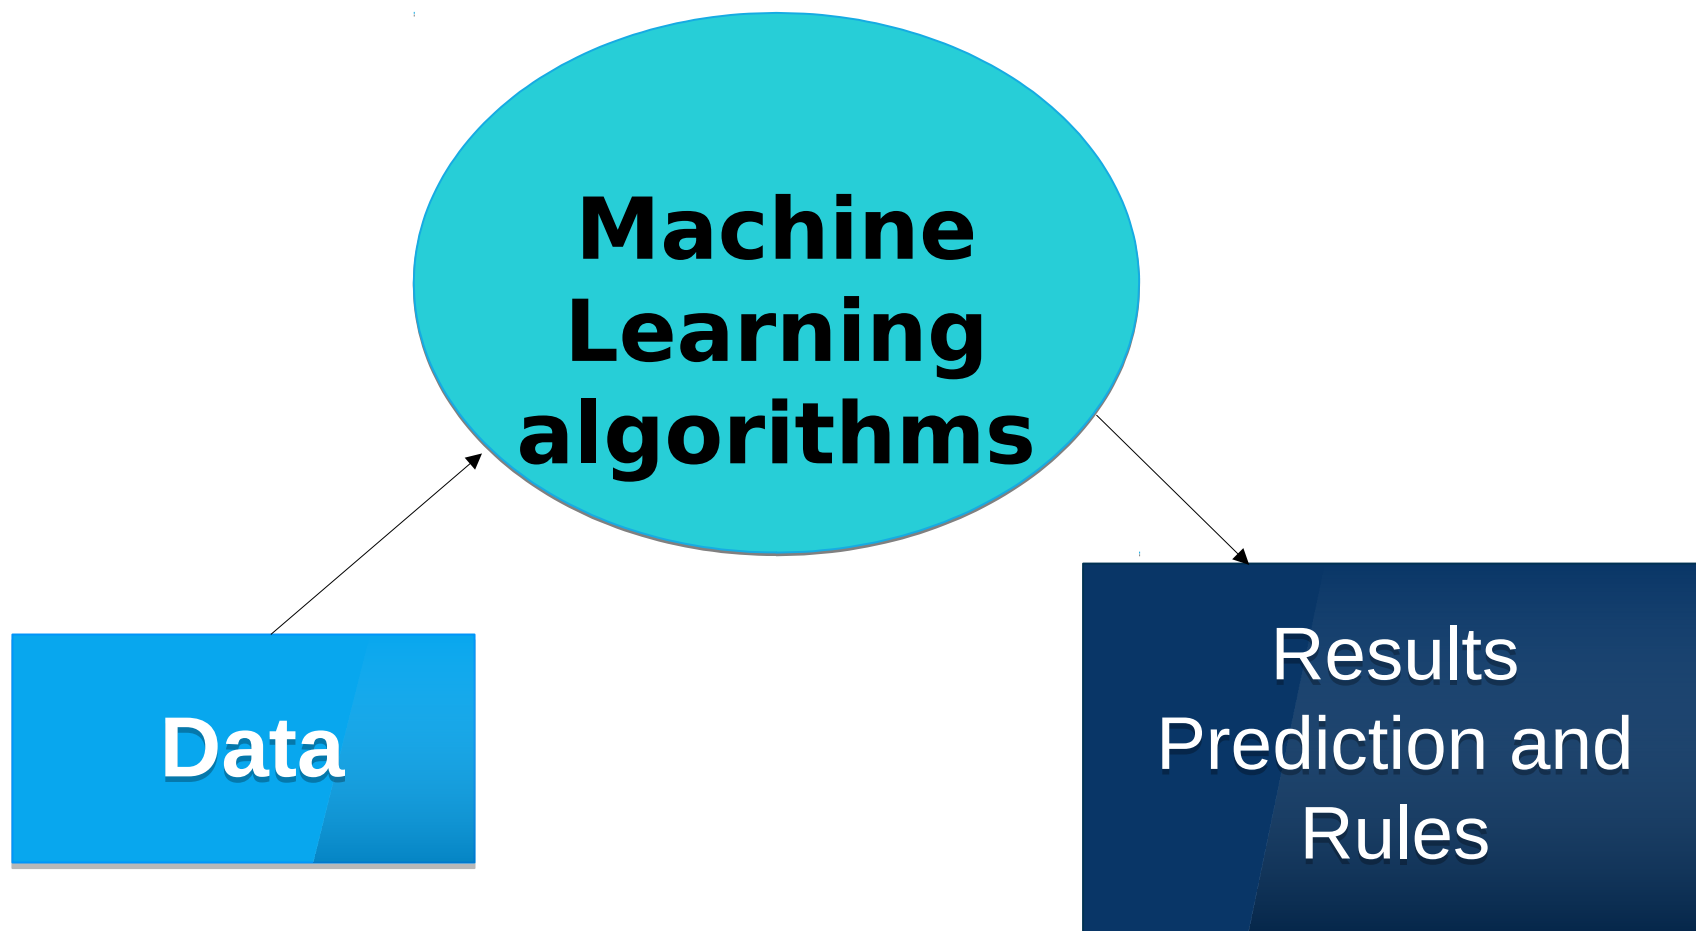 Machine
Learning
algorithms
Data
Results
Prediction and
Rules